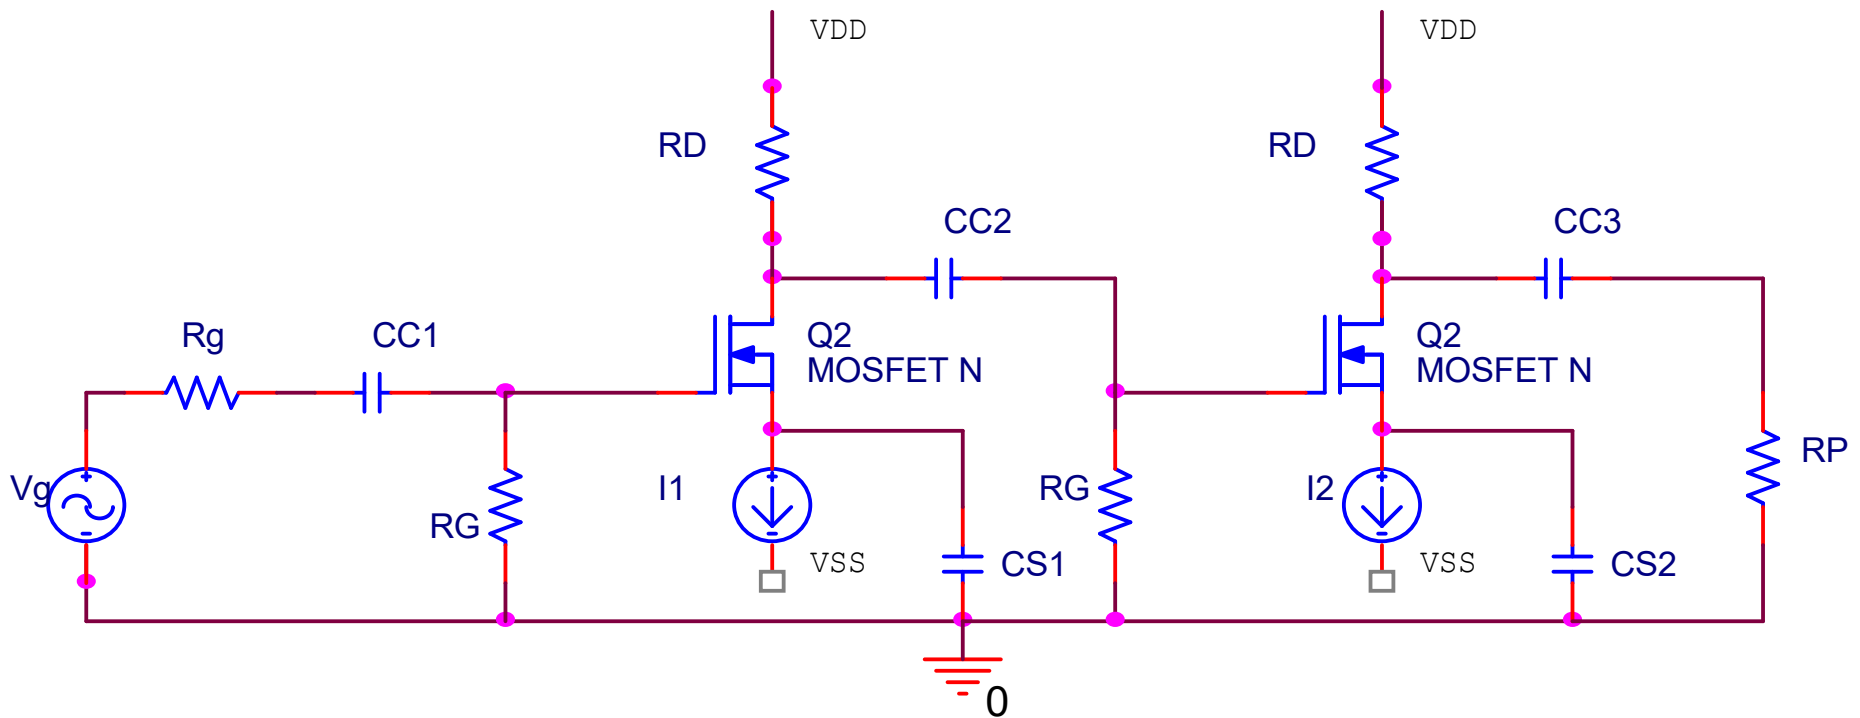 VDD
VDD
RD
RD
CC2
CC3
Rg
CC1
Q2
MOSFET N
Q2
MOSFET N
Vg
RG
I1
RG
I2
RP
VSS
CS1
VSS
CS2
0